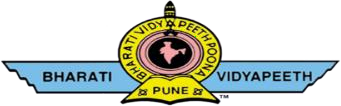 BHARATI VIDYAPEETH POONA
BHARATI VIDYAPEETH
PUNE
™